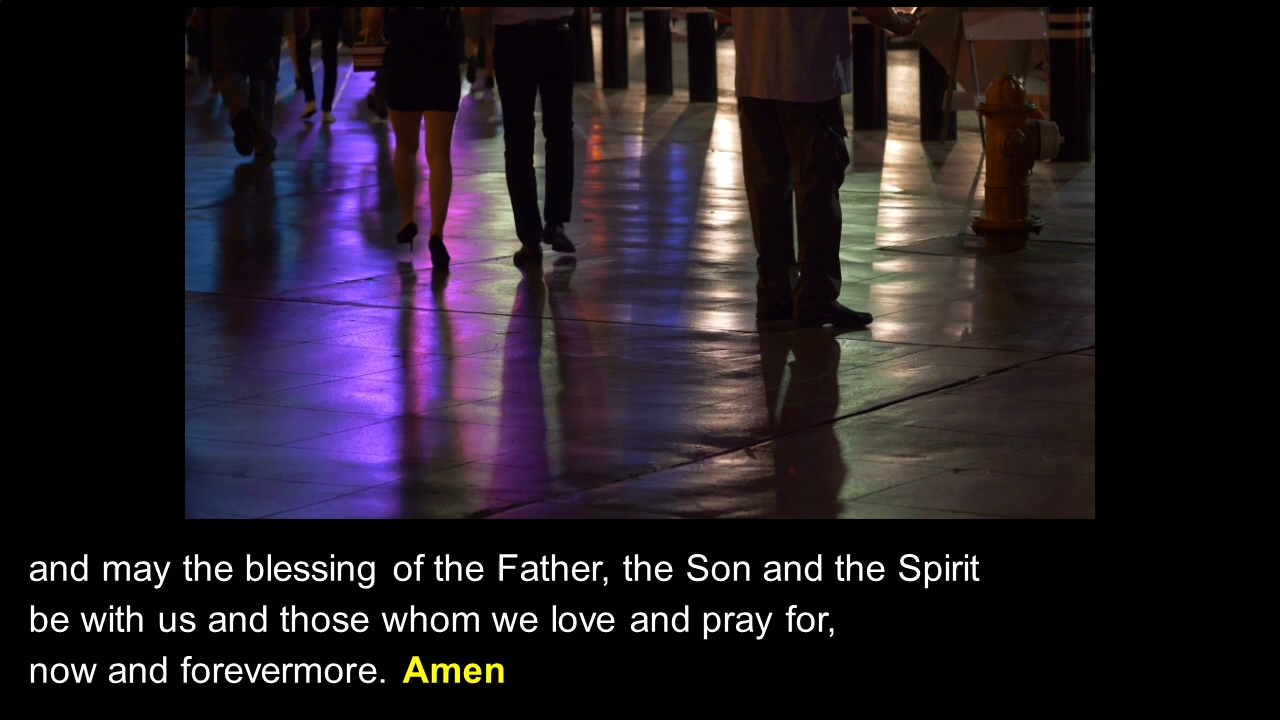 and may the blessing of the Father, the Son and the Spirit
be with us and those whom we love and pray for,
now and forevermore. Amen